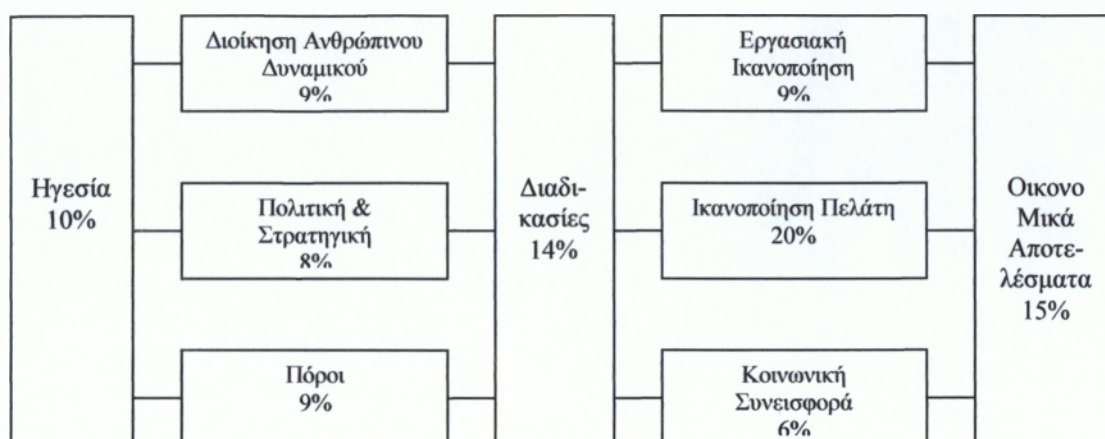 Ηγεσία
10%
Διοίκηση Ανθρώπινου
Δυναμικού
9%
Πολιτική &
Στρατηγική
8%
Πόροι
9%
Διαδι-
κασίες
14%
Εργασιακή
Ικανοποίηση
9%
Ικανοποίηση Πελάτη
20%
Κοινωνική
Συνεισφορά
6%
Οικονο
Μικά
Αποτε-
λέσματα
15%